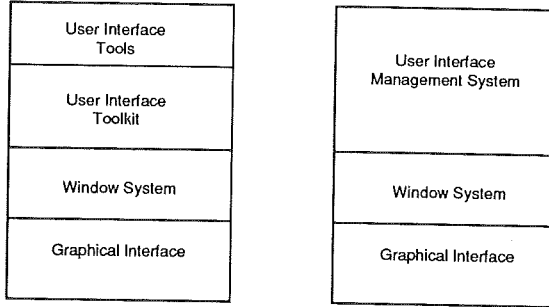 User Interface
Tools
User Interface
Toolkit
Window System
Graphical Interface
User Interface
Management System
Window System
Graphical Interface